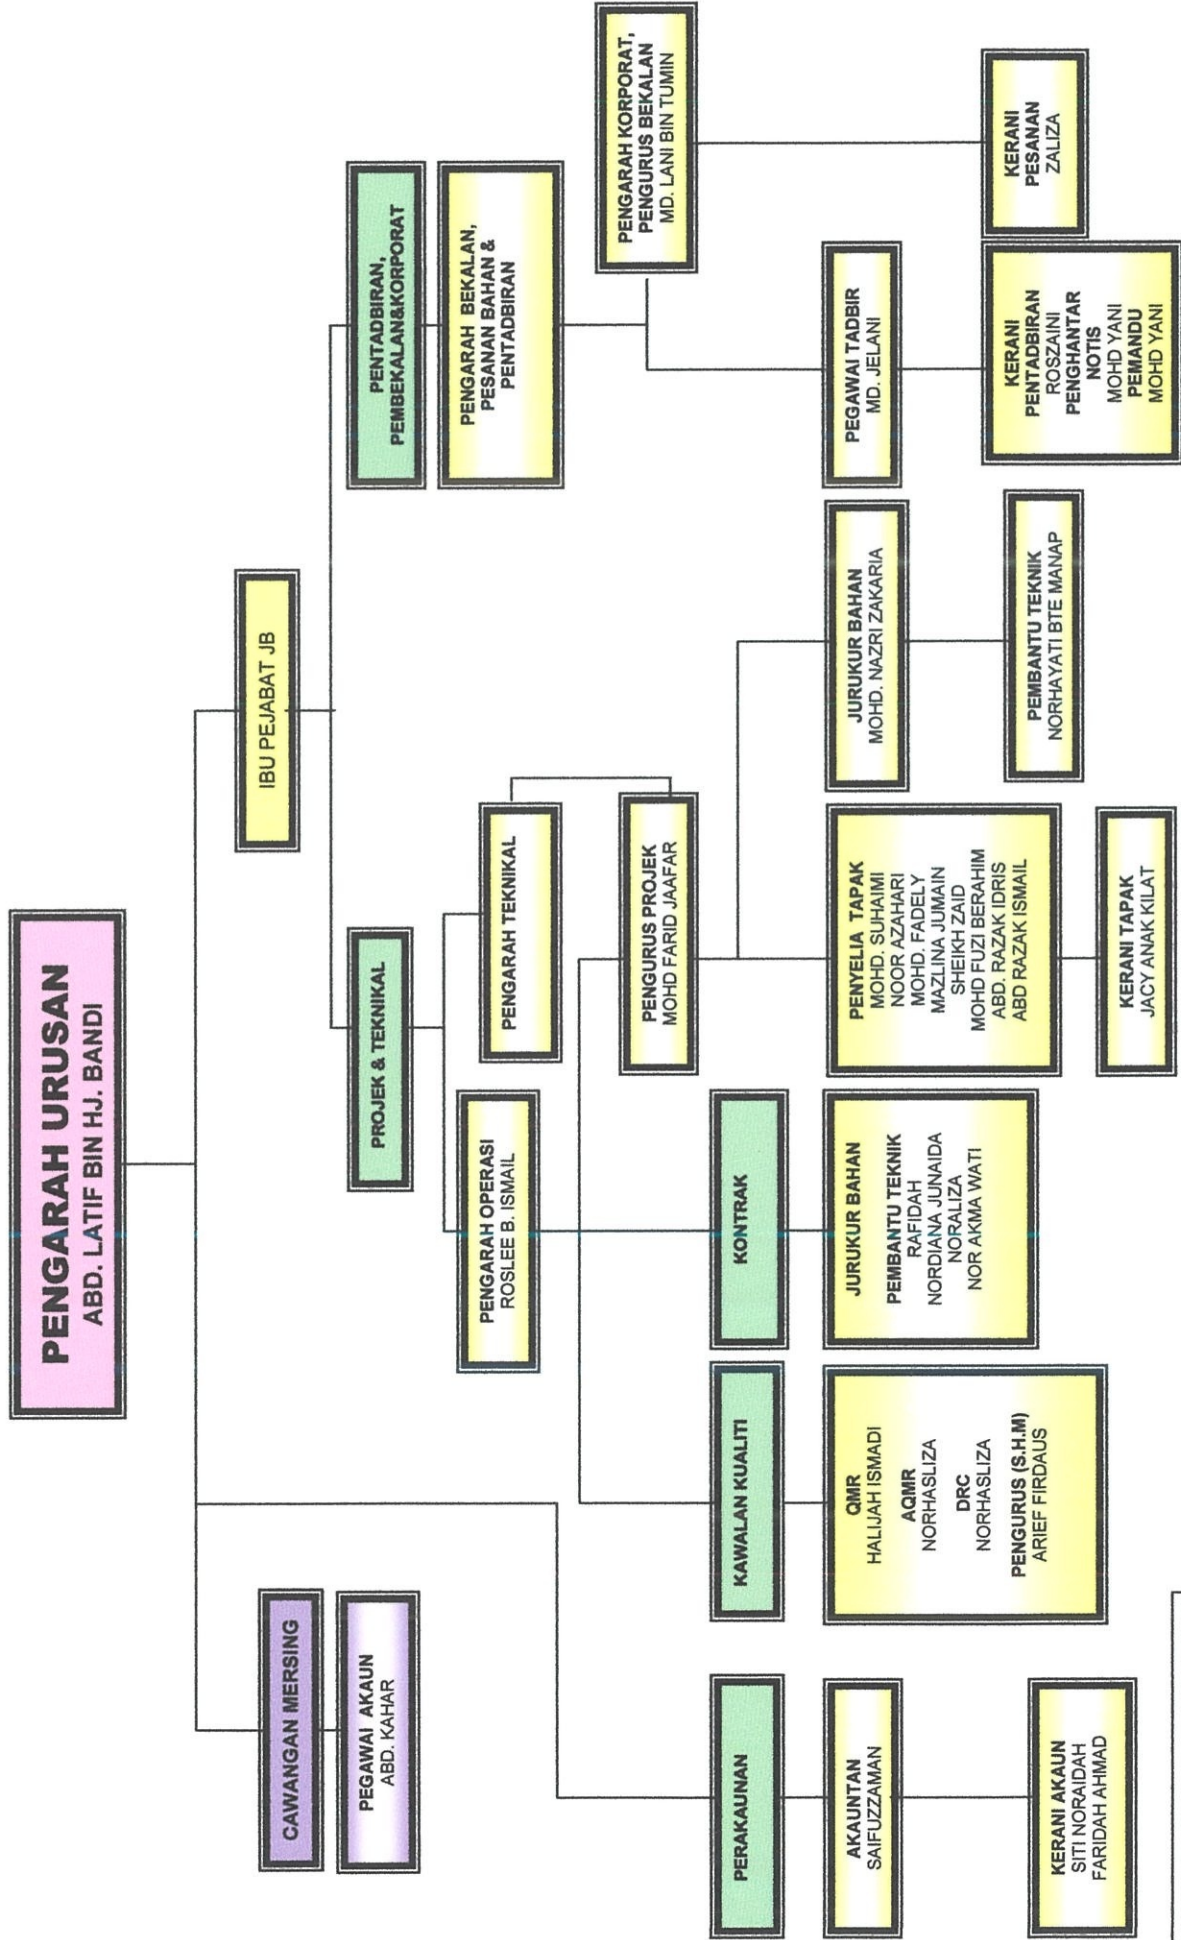 PENGARAH URUSAN
ABD. LATIF BIN HJ. BANDI
CAWANGAN MERSING
PEGAWAI AKAUN
ABD. KAHAR
IBU PEJABAT JB
PROJEK & TEKNIKAL
PENTADBIRAN,
PEMBEKALAN&KORPORAT
PENGARAH BEKALAN,
PESANAN BAHAN &
PENTADBIRAN
PENGARAH OPERASI
ROSLEE B. ISMAIL
PENGARAH TEKNIKAL
PENGARAH KORPORAT,
PENGURUS BEKALAN
MD. LANI BIN TUMIN
PENGURUS PROJEK
MOHD FARID JAAFAR
PERAKAUNAN
KAWALAN KUALITI
KONTRAK
AKAUNTAN
SAIFUZZAMAN
QMR
HALIJAH ISMADI
AQMR
NORHASLIZA
DRC
NORHASLIZA
PENGURUS (S.H.M)
ARIEF FIRDAUS
JURUKUR BAHAN
PEMBANTU TEKNIK
RAFIDAH
NORDIANA JUNAIDA
NORALIZA
NOR AKMA WATI
PENYELIA TAPAK
MOHD. SUHAIMI
NOOR AZAHARI
MOHD. FADELY
MAZLINA JUMAIN
SHEIKH ZAID
MOHD FUZI BERAHIM
ABD. RAZAK IDRIS
ABD RAZAK ISMAIL
JURUKUR BAHAN
MOHD. NAZRI ZAKARIA
PEGAWAI TADBIR
MD. JELANI
KERANI AKAUN
SITI NORAIDAH
FARIDAH AHMAD
KERANI TAPAK
JACY ANAK KILAT
PEMBANTU TEKNIK
NORHAYATI BTE MANAP
KERANI
PENTADBIRAN
ROSZAINI
PENGHANTAR
NOTIS
MOHD YANI
PEMANDU
MOHD YANI
KERANI
PESANAN
ZALIZA